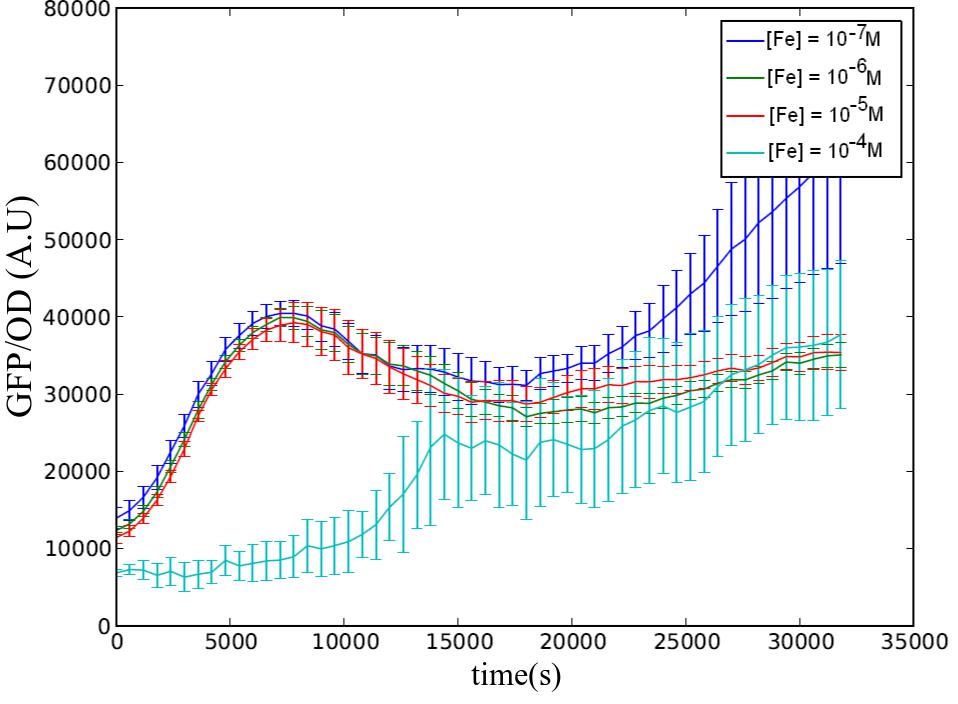 80000
70000
60000
50000
40000
30000
20000
10000
0
GFP/OD (A.U)
[Fe] = 10⁻⁷M
[Fe] = 10⁻⁶M
[Fe] = 10⁻⁵M
[Fe] = 10⁻⁴M
0 5000 10000 15000 20000 25000 30000 35000
time(s)